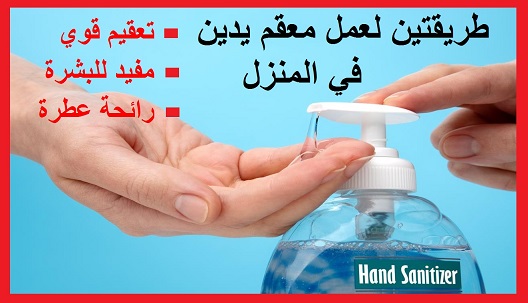 طريقتين لعمل معقم يدين
في المنزل
- تعقيم قوي
- مفيد للبشرة
- رائحة عطرة
Hand Sanitizer